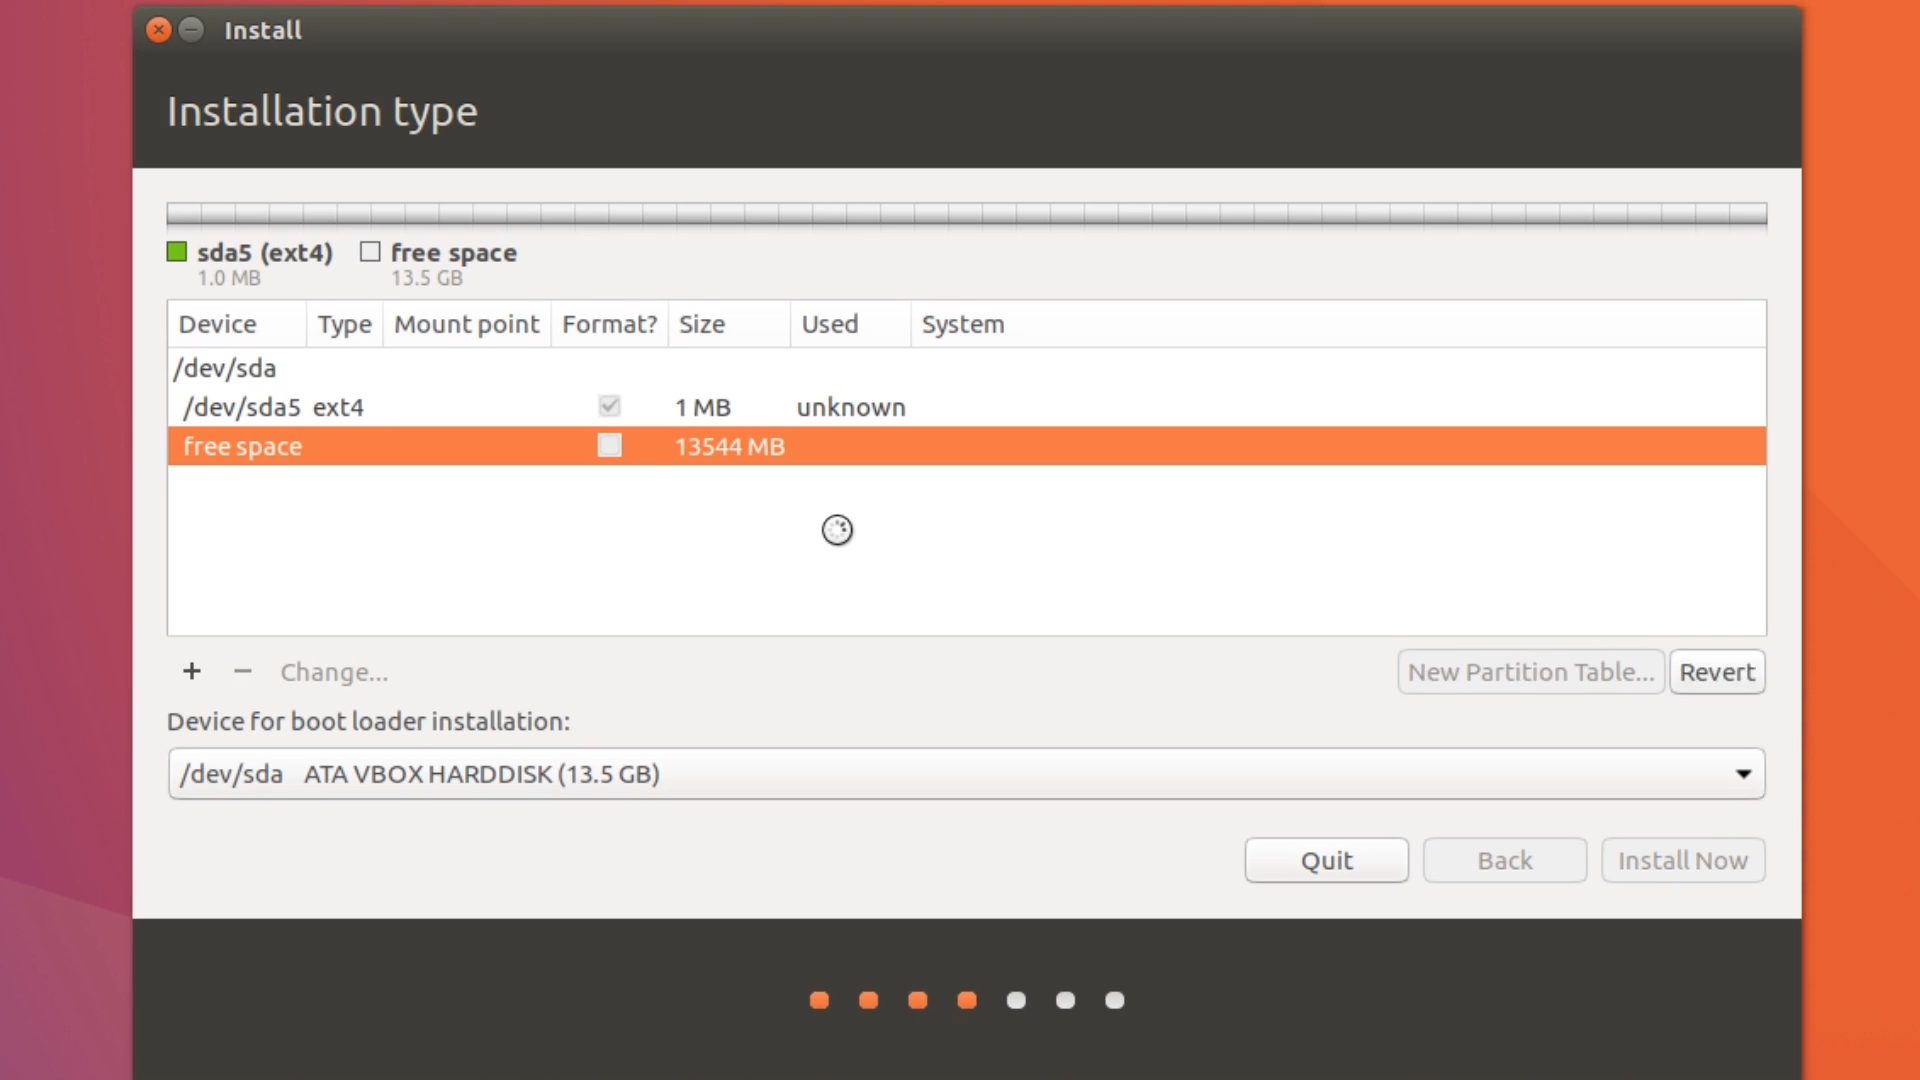 Install
Installation type
sda5 (ext4) free space
1.0 MB 13.5 GB
Device Type Mount point Format? Size Used System
/dev/sda
/dev/sda5 ext4 1 MB unknown
free space 13544 MB
+ − Change... New Partition Table... Revert
Device for boot loader installation:
/dev/sda ATA VBOX HARDDISK (13.5 GB)
Quit Back Install Now